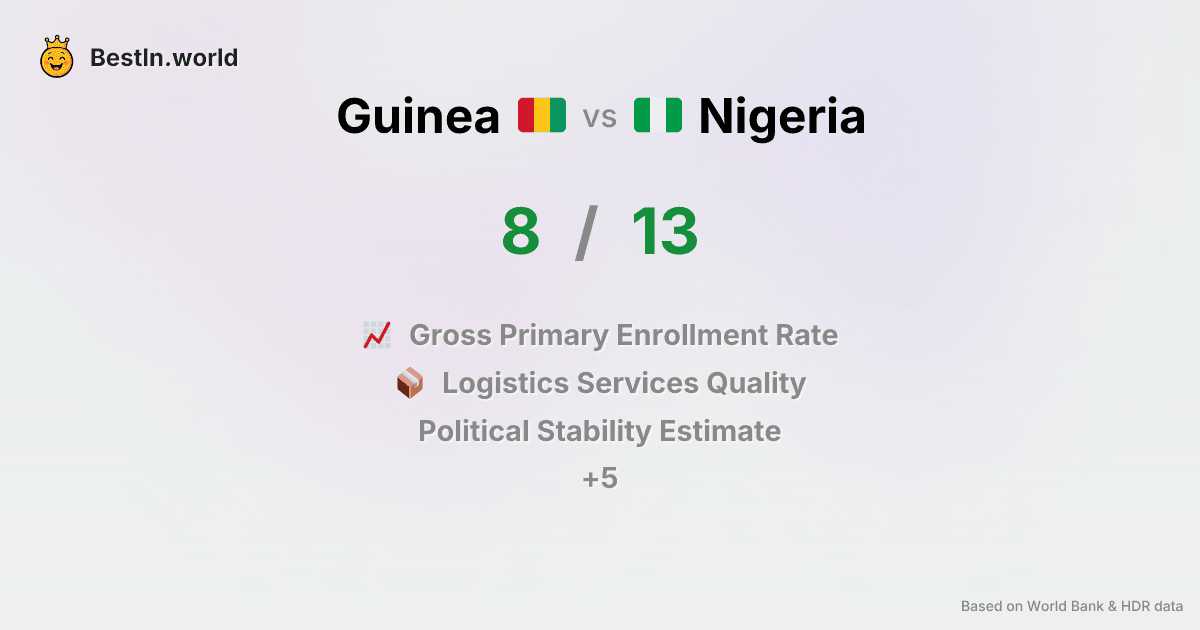 BestIn.world
Guinea vs Nigeria
8 / 13
Gross Primary Enrollment Rate
Logistics Services Quality
Political Stability Estimate
+5
Based on World Bank & HDR data